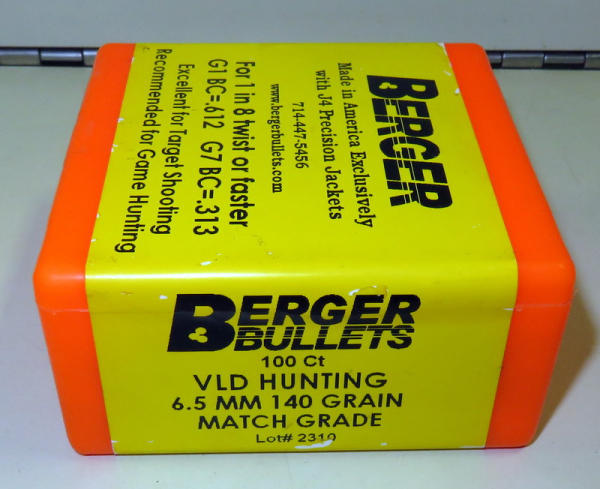 BERGER
Made in America Exclusively
with J4 Precision Jackets
714-447-5456
www.bergerbullets.com
For 1 in 8 twist or faster
G1 BC=.612 G7 BC=.313
Excellent for Target Shooting
Recommended for Game Hunting
BERGER
BULLETS
100 Ct
VLD HUNTING
6.5 MM 140 GRAIN
MATCH GRADE
Lot# 2310